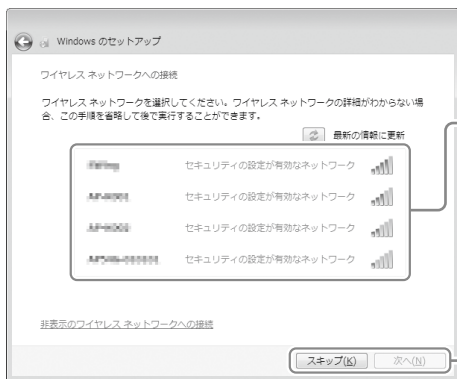 Windows のセットアップ
ワイヤレス ネットワークへの接続
ワイヤレス ネットワークを選択してください。ワイヤレス ネットワークの詳細がわからない場
合、この手順を省略して後で実行することができます。
最新の情報に更新
セキュリティの設定が有効なネットワーク
セキュリティの設定が有効なネットワーク
セキュリティの設定が有効なネットワーク
セキュリティの設定が有効なネットワーク
非表示のワイヤレス ネットワークへの接続
スキップ(K) 次へ(N)